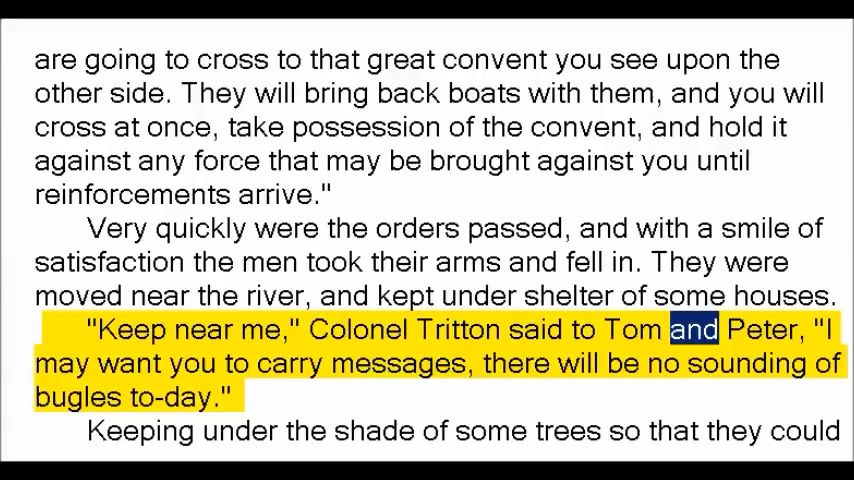 are going to cross to that great convent you see upon the
other side. They will bring back boats with them, and you will
cross at once, take possession of the convent, and hold it
against any force that may be brought against you until
reinforcements arrive."
Very quickly were the orders passed, and with a smile of
satisfaction the men took their arms and fell in. They were
moved near the river, and kept under shelter of some houses.
"Keep near me," Colonel Tritton said to Tom and Peter, "I
may want you to carry messages, there will be no sounding of
bugles to-day."
Keeping under the shade of some trees so that they could